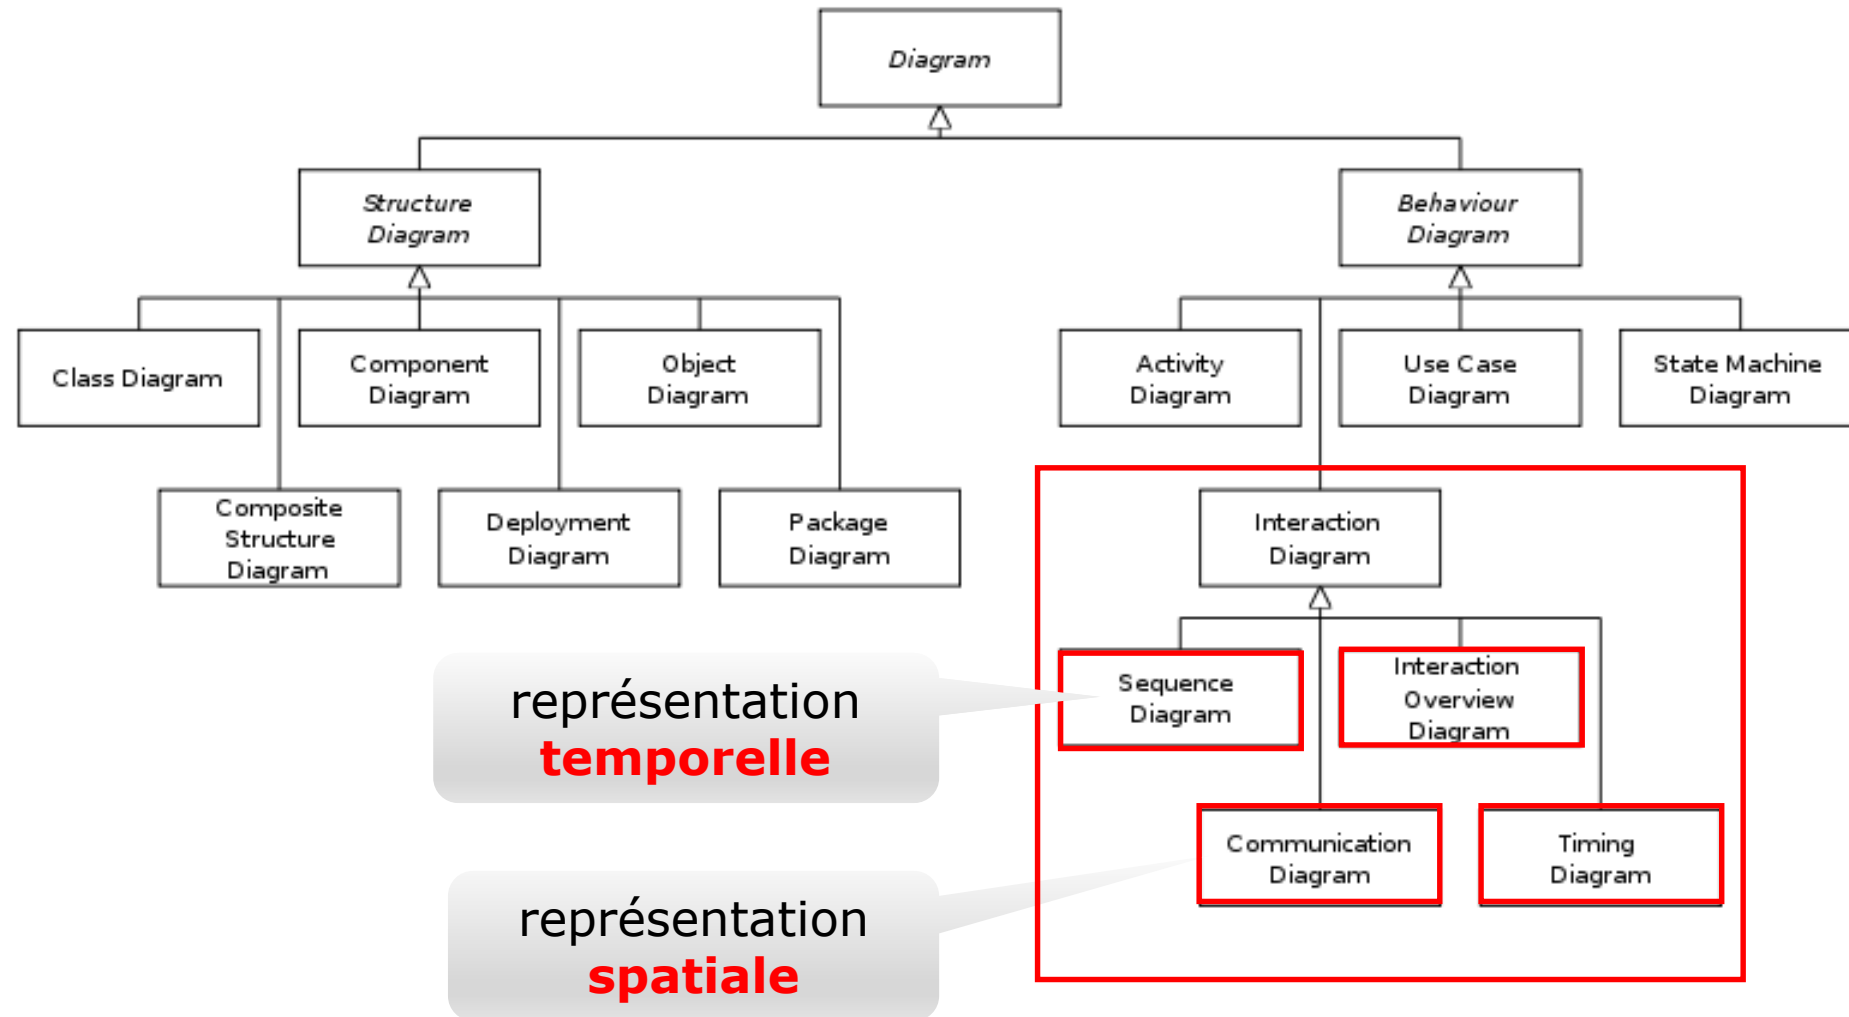 Diagram
Structure
Diagram
Behaviour
Diagram
Class Diagram
Component
Diagram
Object
Diagram
Activity
Diagram
Use Case
Diagram
State Machine
Diagram
Composite
Structure
Diagram
Deployment
Diagram
Package
Diagram
Interaction
Diagram
représentation
temporelle
Sequence
Diagram
Interaction
Overview
Diagram
représentation
spatiale
Communication
Diagram
Timing
Diagram